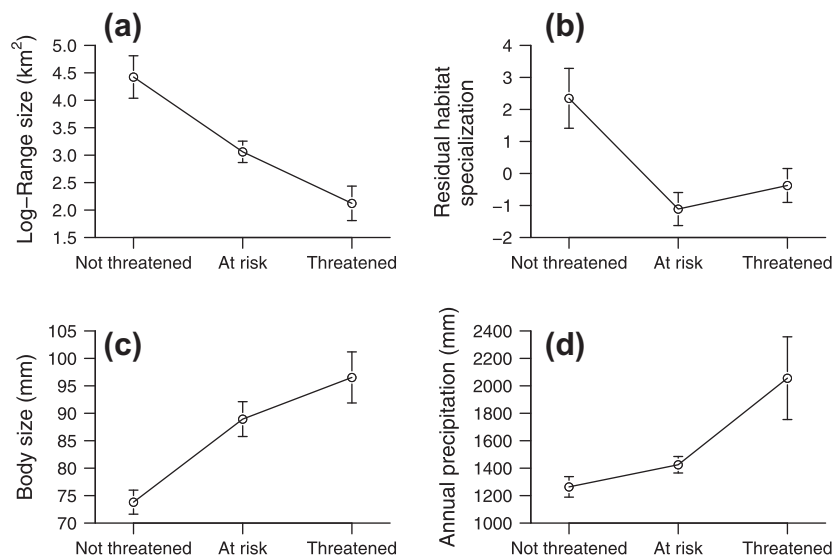 (a)
Log−Range size (km²)
5.0
4.5
4.0
3.5
3.0
2.5
2.0
1.5
Not threatened At risk Threatened
(b)
Residual habitat
specialization
4
3
2
1
0
−1
−2
Not threatened At risk Threatened
(c)
Body size (mm)
105
100
95
90
85
80
75
70
Not threatened At risk Threatened
(d)
Annual precipitation (mm)
2400
2200
2000
1800
1600
1400
1200
1000
Not threatened At risk Threatened